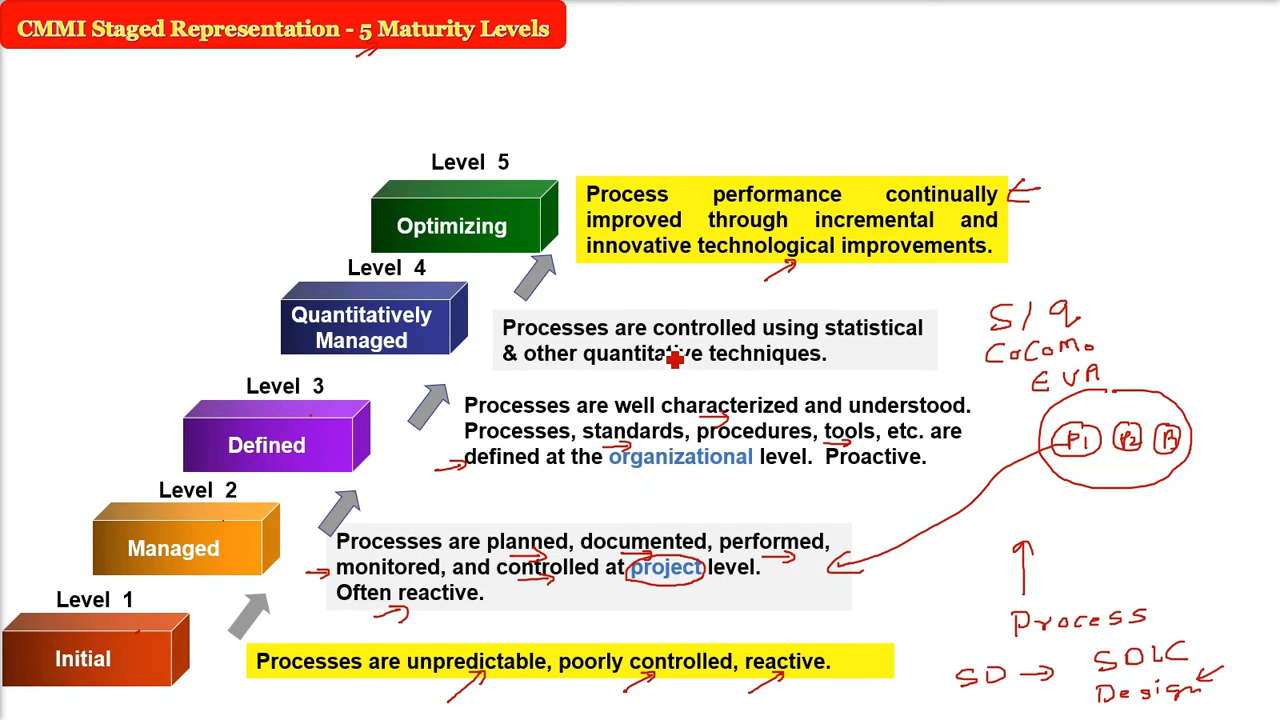 CMMI Staged Representation - 5 Maturity Levels
Level 5
Optimizing
Process performance continually
improved through incremental and
innovative technological improvements.
Level 4
Quantitatively
Managed
Processes are controlled using statistical
& other quantitative techniques.
S/Q
CoCoMo
EVA
Level 3
Defined
Processes are well characterized and understood.
Processes, standards, procedures, tools, etc. are
defined at the organizational level. Proactive.
P1 P2
Level 2
Managed
Processes are planned, documented, performed,
monitored, and controlled at project level.
Often reactive.
Level 1
Initial
Processes are unpredictable, poorly controlled, reactive.
Process
SD → SDLC
Design